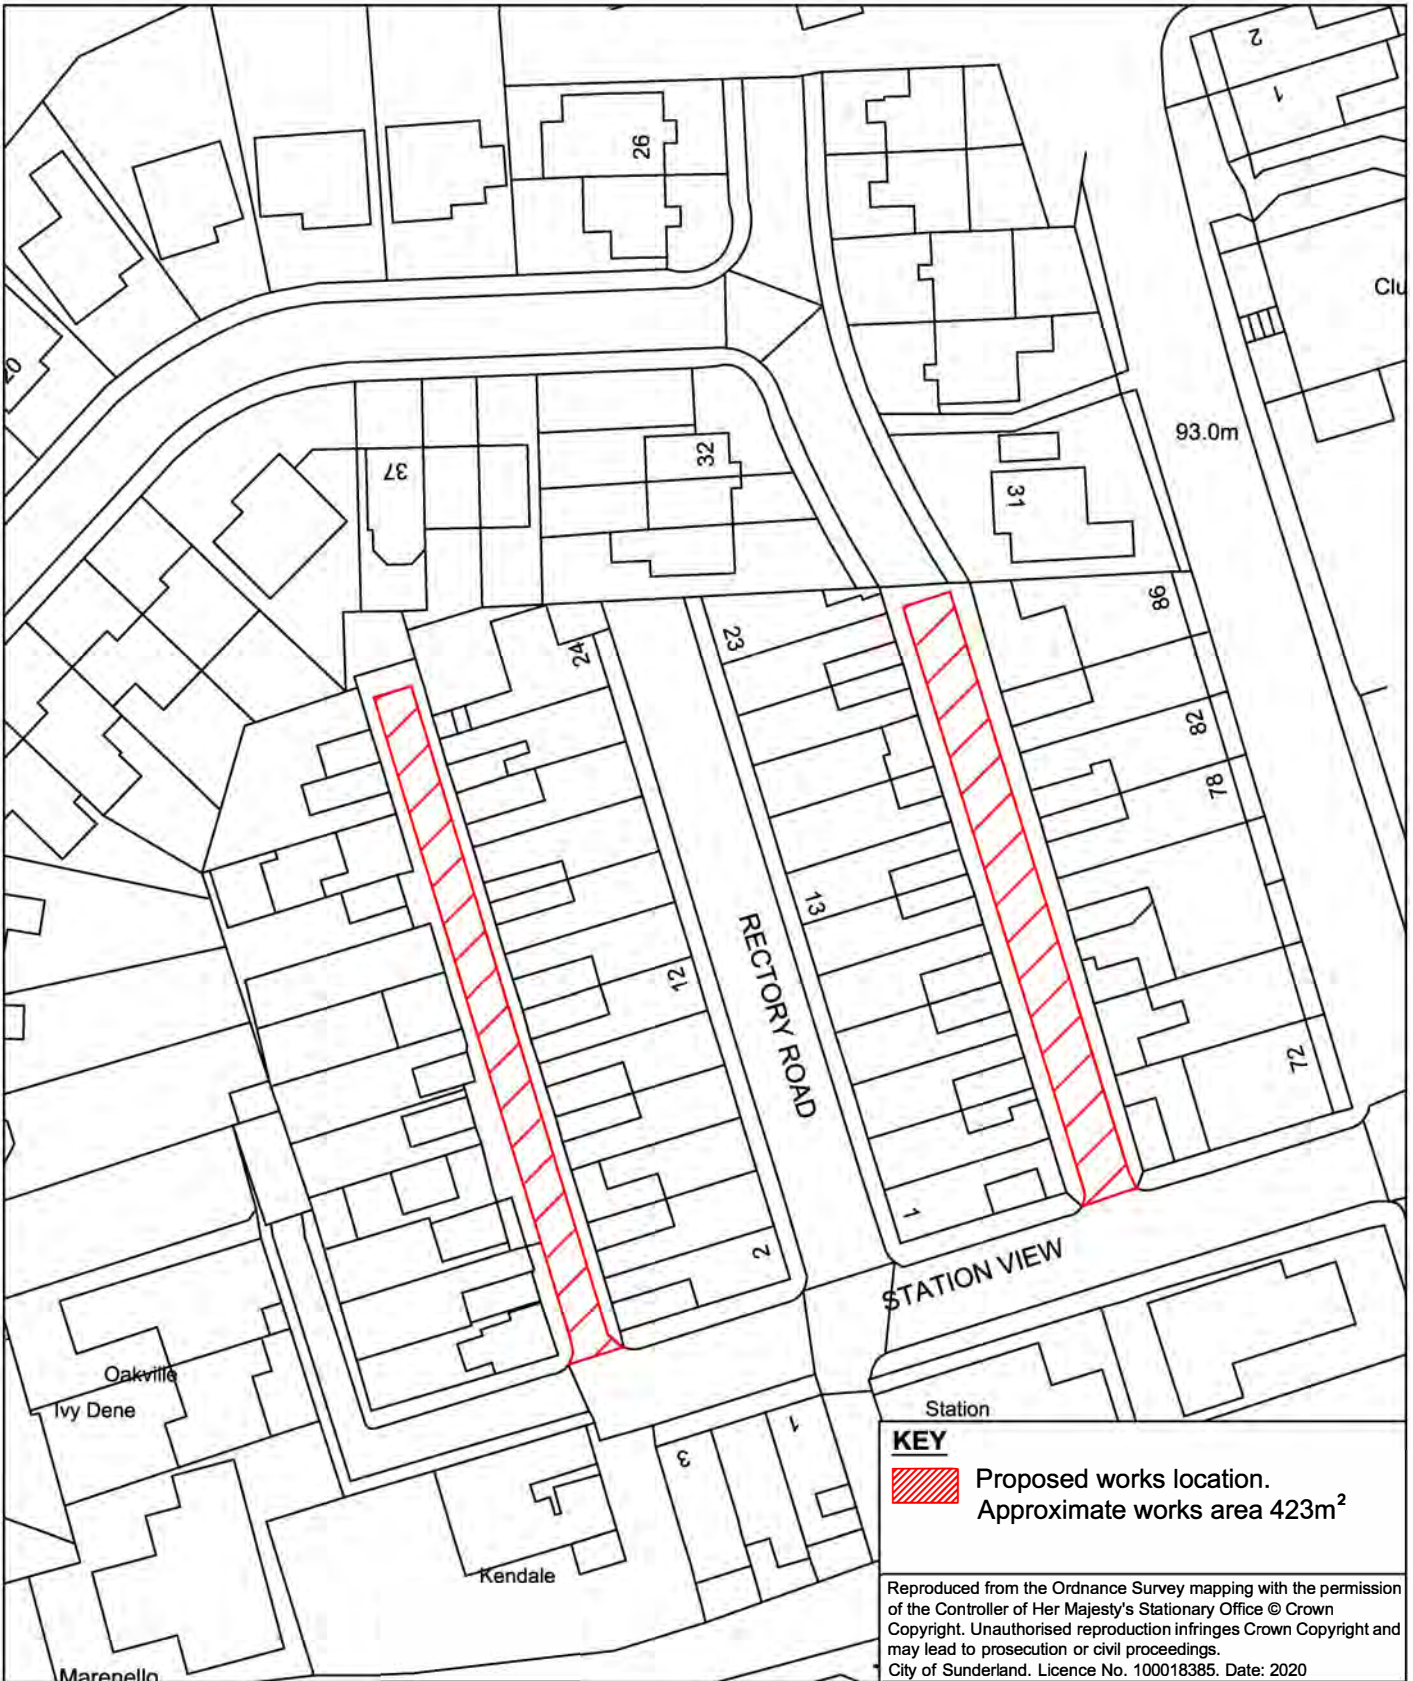 2
1
26
Clu
20
93.0m
32
37
31
86
23
24
82
78
13
RECTORY ROAD
12
72
1
2
STATION VIEW
Oakville
Ivy Dene
Station
1
3
Kendale
Marenello
KEY
Proposed works location.
Approximate works area 423m²
Reproduced from the Ordnance Survey mapping with the permission
of the Controller of Her Majesty's Stationary Office © Crown
Copyright. Unauthorised reproduction infringes Crown Copyright and
may lead to prosecution or civil proceedings.
City of Sunderland. Licence No. 100018385. Date: 2020